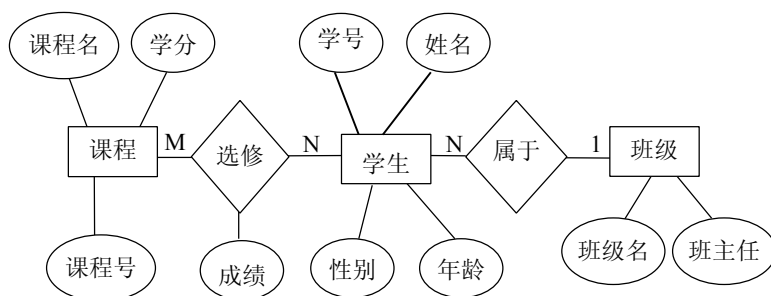 课程名
学分
学号
姓名
课程
M
选修
N
学生
N
属于
1
班级
课程号
成绩
性别
年龄
班级名
班主任